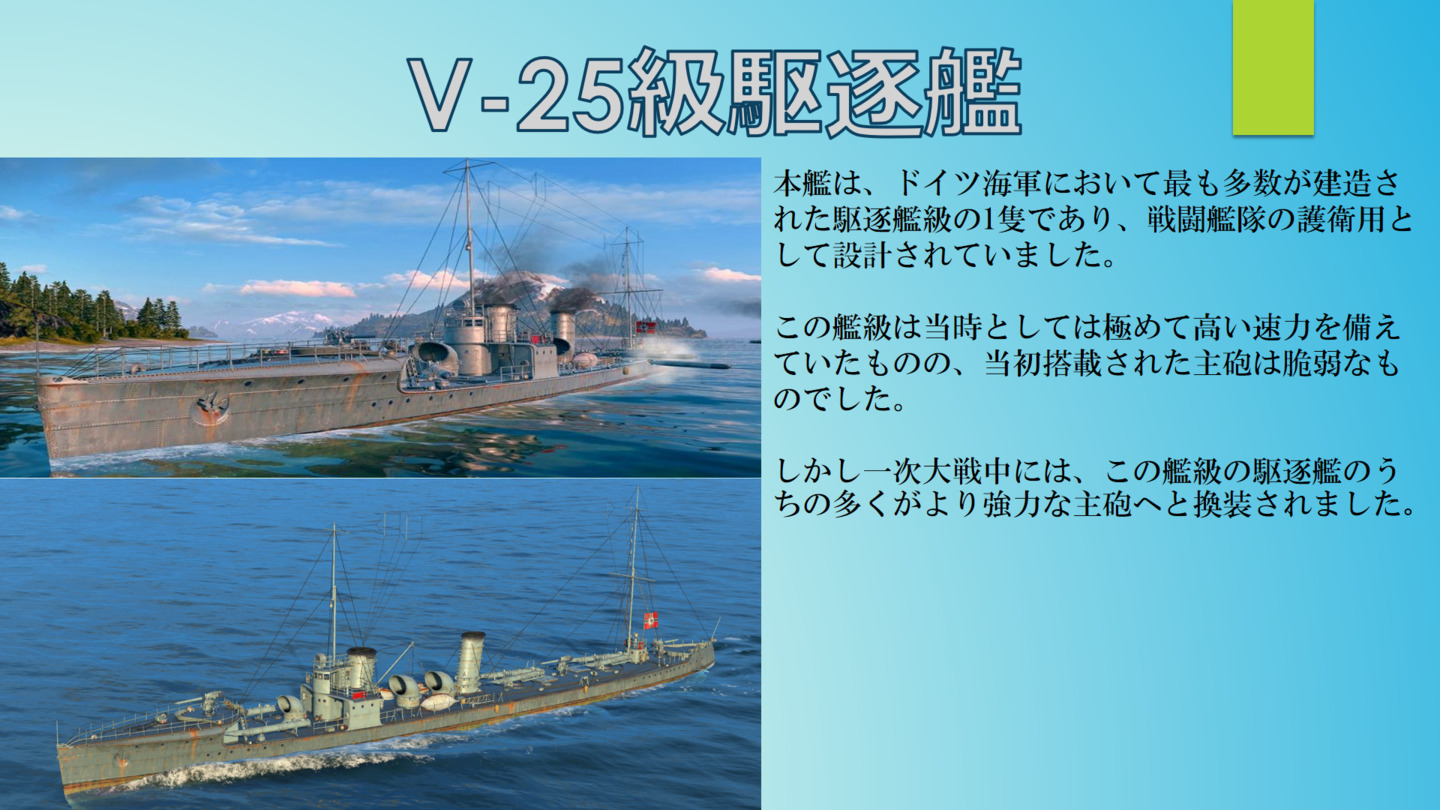 V-25級駆逐艦
本艦は、ドイツ海軍において最も多数が建造さ
れた駆逐艦級の1隻であり、戦闘艦隊の護衛用と
して設計されていました。
この艦級は当時としては極めて高い速力を備え
ていたものの、当初搭載された主砲は脆弱なも
のでした。
しかし一次大戦中には、この艦級の駆逐艦のう
ちの多くがより強力な主砲へと換装されました。